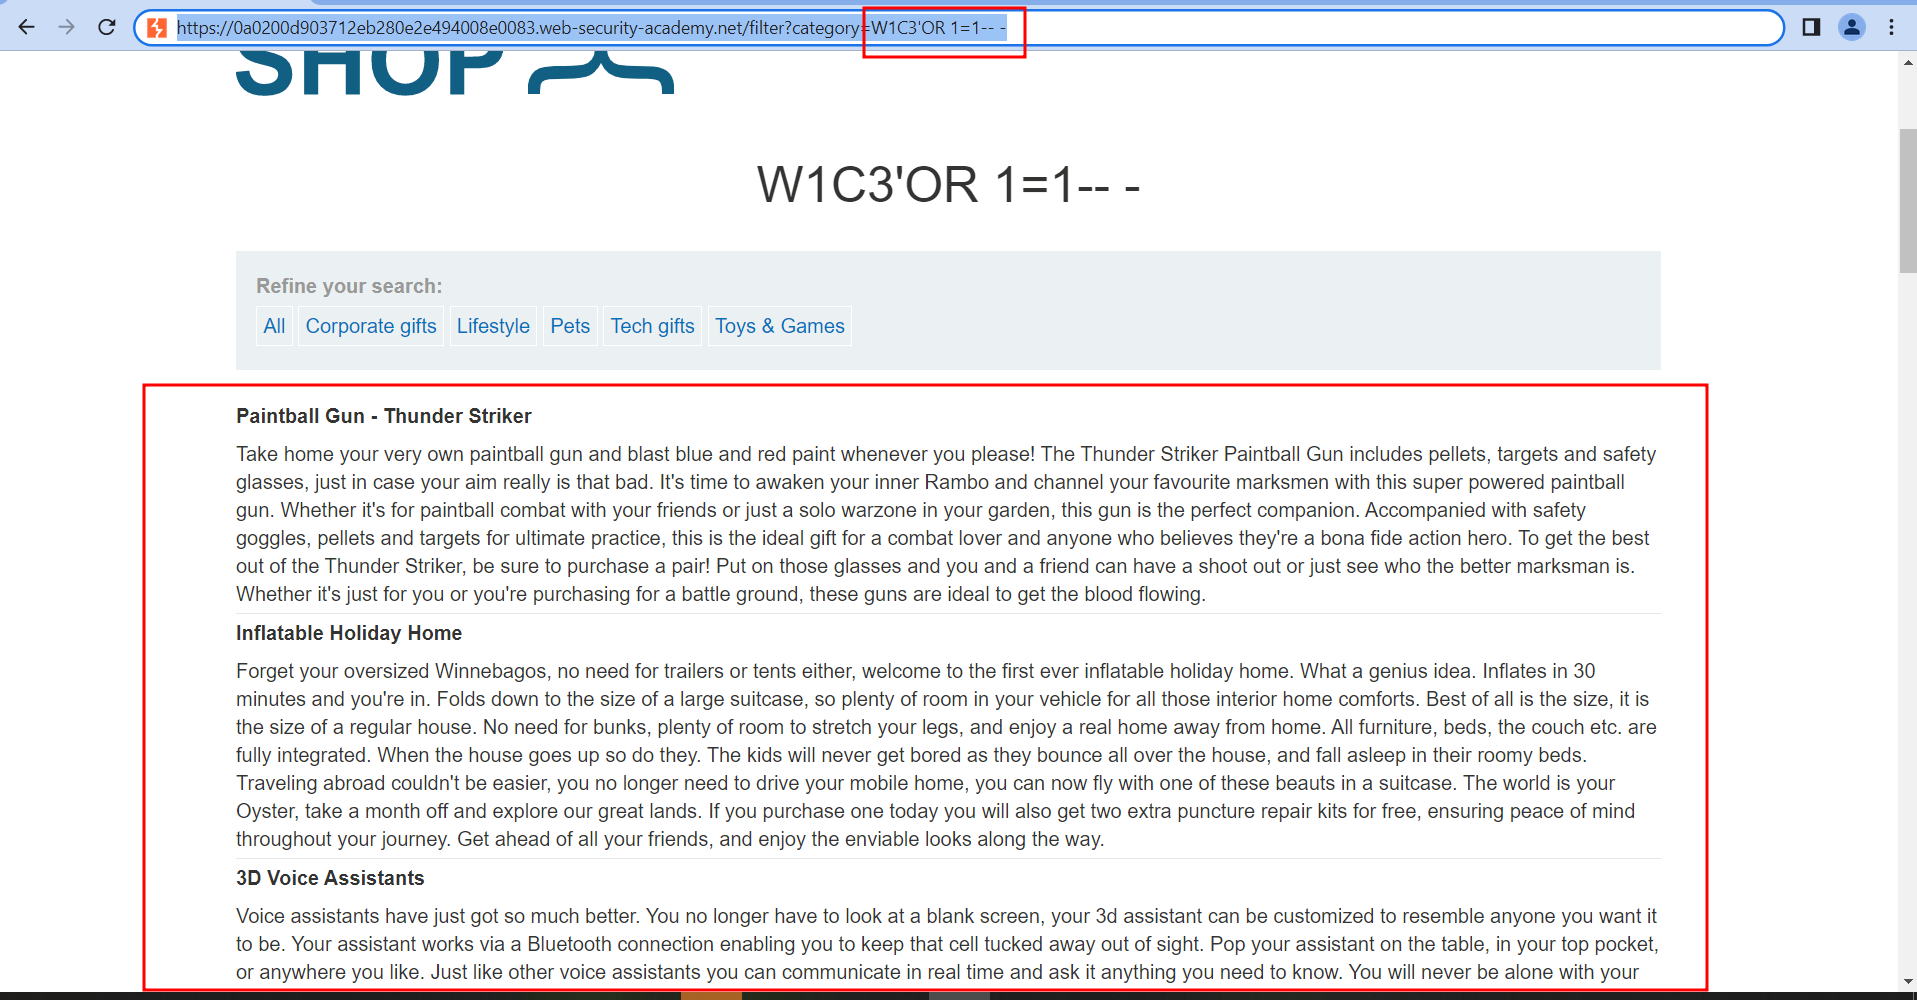 https://0a0200d903712eb280e2e494008e0083.web-security-academy.net/filter?category=W1C3'OR 1=1-- -
SHOP
W1C3'OR 1=1-- -
Refine your search:
All Corporate gifts Lifestyle Pets Tech gifts Toys & Games
Paintball Gun - Thunder Striker
Take home your very own paintball gun and blast blue and red paint whenever you please! The Thunder Striker Paintball Gun includes pellets, targets and safety
glasses, just in case your aim really is that bad. It's time to awaken your inner Rambo and channel your favourite marksmen with this super powered paintball
gun. Whether it's for paintball combat with your friends or just a solo warzone in your garden, this gun is the perfect companion. Accompanied with safety
goggles, pellets and targets for ultimate practice, this is the ideal gift for a combat lover and anyone who believes they're a bona fide action hero. To get the best
out of the Thunder Striker, be sure to purchase a pair! Put on those glasses and you and a friend can have a shoot out or just see who the better marksman is.
Whether it's just for you or you're purchasing for a battle ground, these guns are ideal to get the blood flowing.
Inflatable Holiday Home
Forget your oversized Winnebagos, no need for trailers or tents either, welcome to the first ever inflatable holiday home. What a genius idea. Inflates in 30
minutes and you're in. Folds down to the size of a large suitcase, so plenty of room in your vehicle for all those interior home comforts. Best of all is the size, it is
the size of a regular house. No need for bunks, plenty of room to stretch your legs, and enjoy a real home away from home. All furniture, beds, the couch etc. are
fully integrated. When the house goes up so do they. The kids will never get bored as they bounce all over the house, and fall asleep in their roomy beds.
Traveling abroad couldn't be easier, you no longer need to drive your mobile home, you can now fly with one of these beauts in a suitcase. The world is your
Oyster, take a month off and explore our great lands. If you purchase one today you will also get two extra puncture repair kits for free, ensuring peace of mind
throughout your journey. Get ahead of all your friends, and enjoy the enviable looks along the way.
3D Voice Assistants
Voice assistants have just got so much better. You no longer have to look at a blank screen, your 3d assistant can be customized to resemble anyone you want it
to be. Your assistant works via a Bluetooth connection enabling you to keep that cell tucked away out of sight. Pop your assistant on the table, in your top pocket,
or anywhere you like. Just like other voice assistants you can communicate in real time and ask it anything you need to know. You will never be alone with your